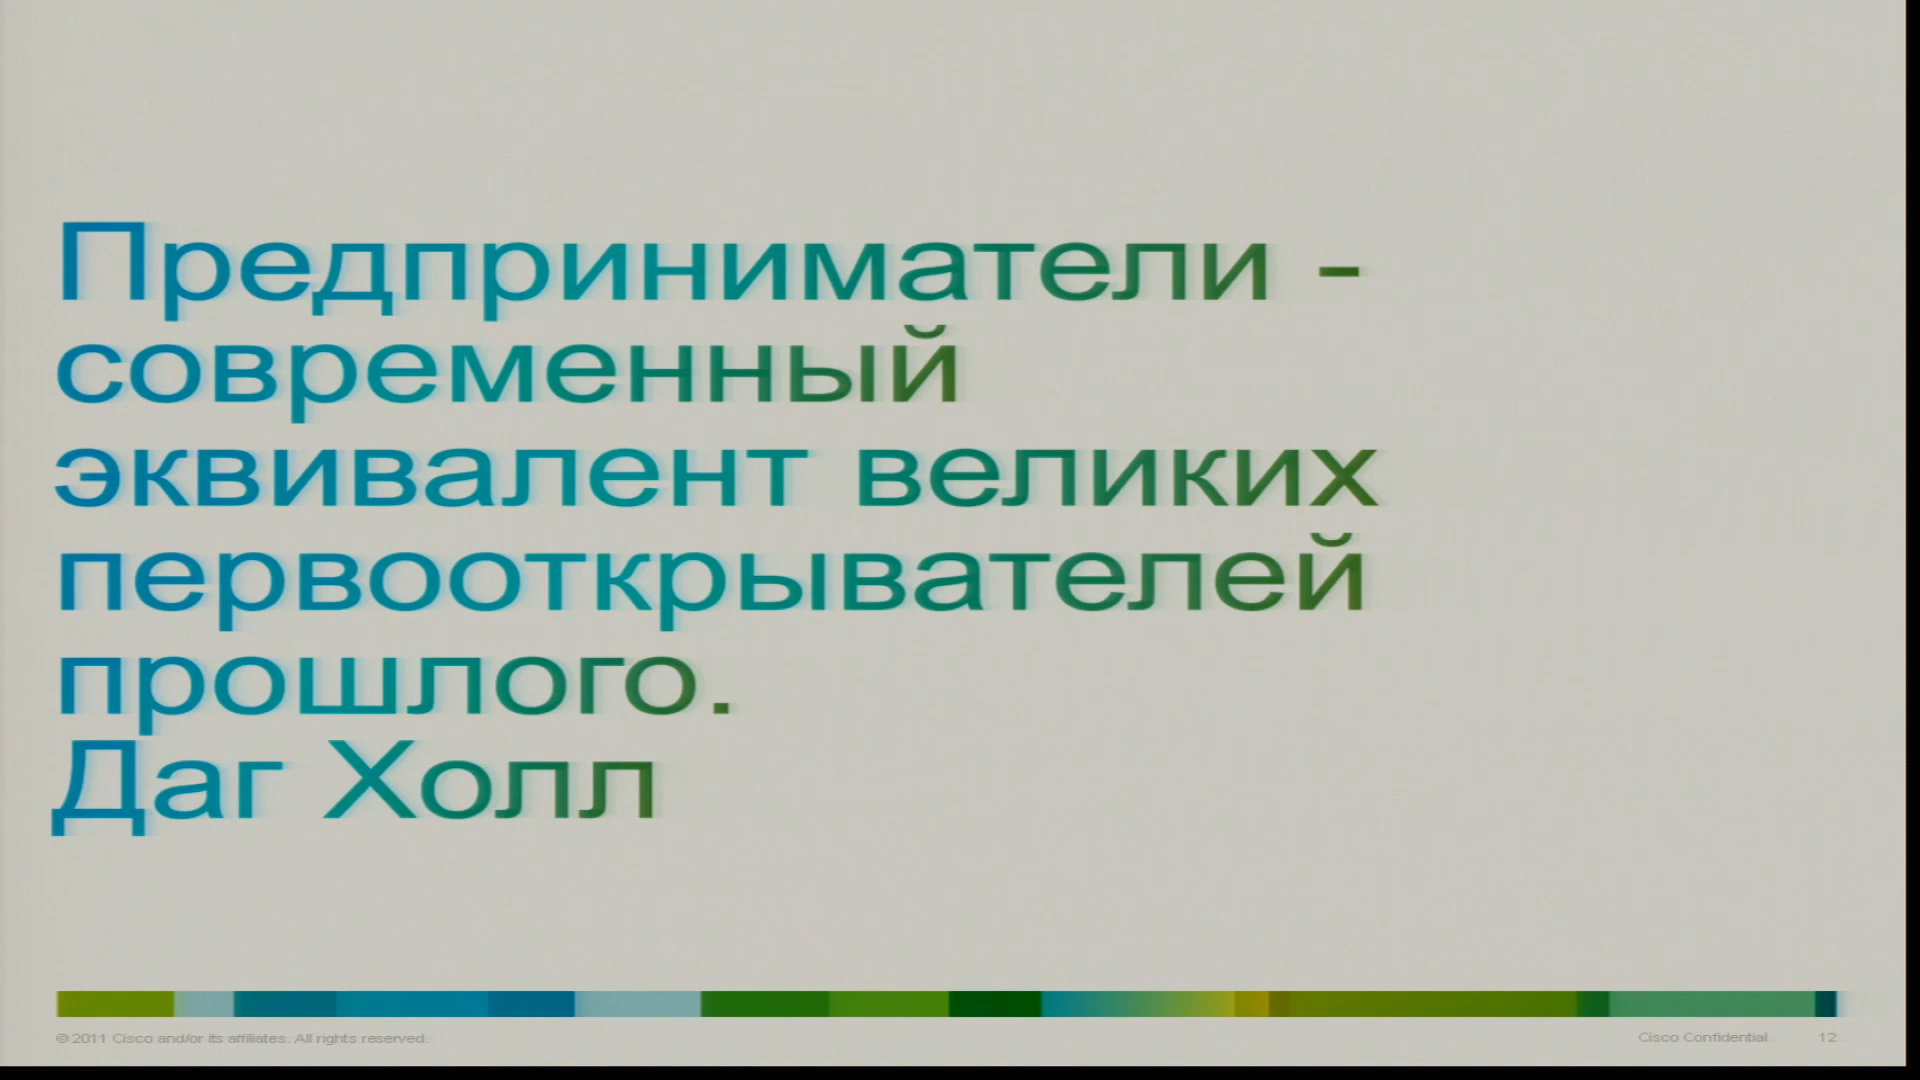 Предприниматели -
современный
эквивалент великих
первооткрывателей
прошлого.
Даг Холл
© 2011 Cisco and/or its affiliates. All rights reserved.
Cisco Confidential 12